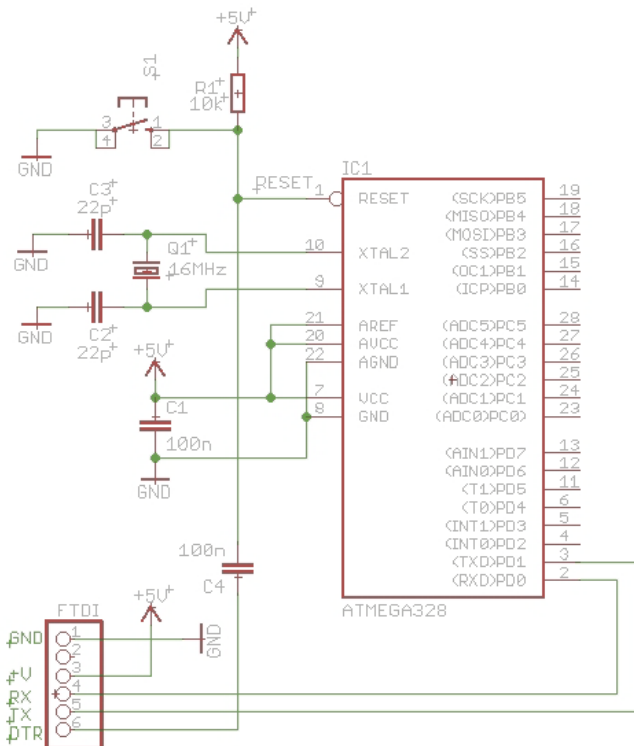 +5V
S1
R1
10k
3
1
4
2
GND
RESET
IC1
C3
22p
Q1
16MHz
GND
GND
C2
22p
1
RESET
(SCK)PB5
19
(MISO)PB4
18
(MOSI)PB3
17
10
XTAL2
(SS)PB2
16
(OC1)PB1
15
9
XTAL1
(ICP)PB0
14
21
AREF
(ADC5)PC5
28
20
AVCC
(ADC4)PC4
27
22
AGND
(ADC3)PC3
26
(ADC2)PC2
25
7
VCC
(ADC1)PC1
24
8
GND
(ADC0)PC0)
23
+5V
C1
100n
GND
(AIN1)PD7
13
(AIN0)PD6
12
(T1)PD5
11
(T0)PD4
6
(INT1)PD3
5
(INT0)PD2
4
(TXD)PD1
3
(RXD)PD0
2
ATMEGA328
100n
C4
+5V
FTDI
GND
1
2
+V
3
RX
4
TX
5
DTR
6
GND